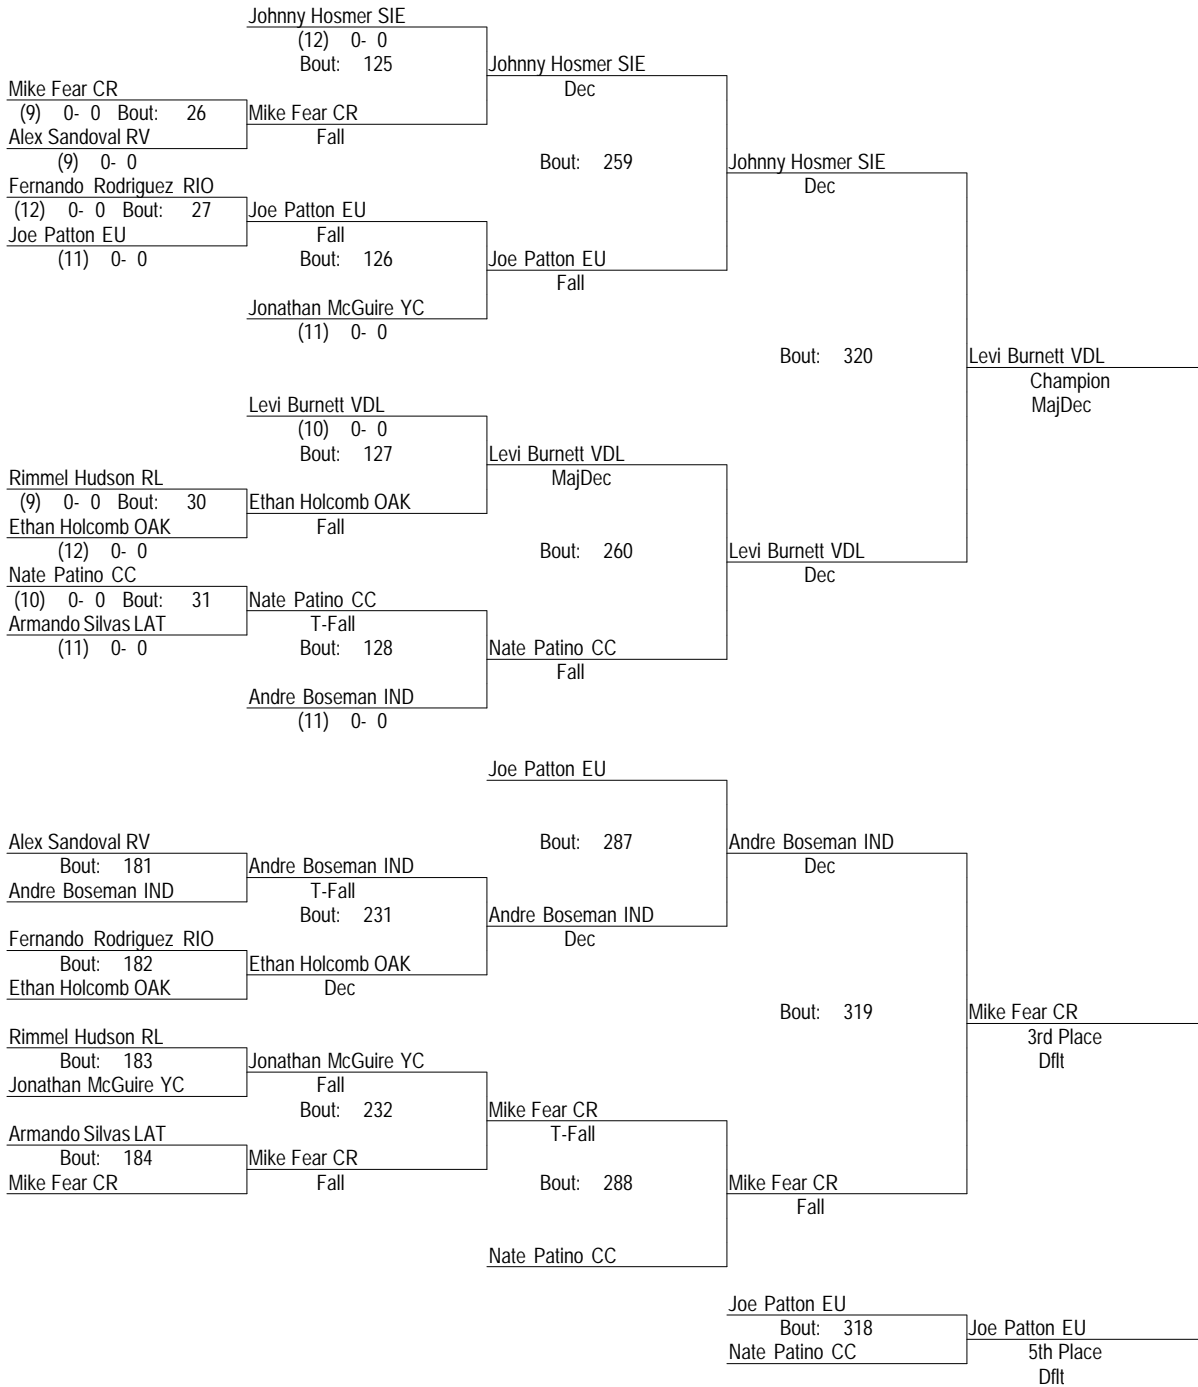 Johnny Hosmer SIE
(12) 0- 0
Bout: 125
Johnny Hosmer SIE
Dec
Mike Fear CR
(9) 0- 0 Bout: 26
Mike Fear CR
Alex Sandoval RV
Fall
(9) 0- 0
Bout: 259
Johnny Hosmer SIE
Dec
Fernando Rodriguez RIO
(12) 0- 0 Bout: 27
Joe Patton EU
Joe Patton EU
Fall
(11) 0- 0
Bout: 126
Joe Patton EU
Fall
Jonathan McGuire YC
(11) 0- 0
Bout: 320
Levi Burnett VDL
Champion
MajDec
Levi Burnett VDL
(10) 0- 0
Bout: 127
Levi Burnett VDL
MajDec
Rimmel Hudson RL
(9) 0- 0 Bout: 30
Ethan Holcomb OAK
Ethan Holcomb OAK
Fall
(12) 0- 0
Bout: 260
Levi Burnett VDL
Dec
Nate Patino CC
(10) 0- 0 Bout: 31
Nate Patino CC
Armando Silvas LAT
T-Fall
(11) 0- 0
Bout: 128
Nate Patino CC
Fall
Andre Boseman IND
(11) 0- 0
Joe Patton EU
Bout: 287
Andre Boseman IND
Dec
Alex Sandoval RV
Bout: 181
Andre Boseman IND
Andre Boseman IND
T-Fall
Bout: 231
Andre Boseman IND
Dec
Fernando Rodriguez RIO
Bout: 182
Ethan Holcomb OAK
Ethan Holcomb OAK
Dec
Bout: 319
Mike Fear CR
3rd Place
Dflt
Rimmel Hudson RL
Bout: 183
Jonathan McGuire YC
Jonathan McGuire YC
Fall
Bout: 232
Mike Fear CR
T-Fall
Armando Silvas LAT
Bout: 184
Mike Fear CR
Mike Fear CR
Fall
Bout: 288
Mike Fear CR
Fall
Nate Patino CC
Joe Patton EU
Bout: 318
Joe Patton EU
Nate Patino CC
5th Place
Dflt